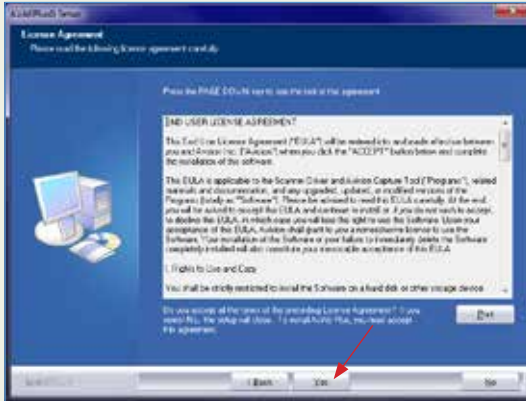 Setup
License Agreement
Please read the following license agreement carefully.
Press the PAGE DOWN key to see the rest of the agreement.
END USER LICENSE AGREEMENT
This End User License Agreement ("EULA") will be entered into and made effective between
you and Avision Inc. ("Avision") when you click the "ACCEPT" button below and complete
the installation of the software.
This EULA is applicable to the Scanner Driver and Avision Capture Tool ("Programs"), related
manuals and documentation, and any upgraded, updated, or modified versions of the
Programs (jointly as "Software"). Please be advised to read this EULA carefully. At the end,
you will be asked to accept this EULA and continue to install or, if you do not wish to accept,
to decline this EULA, in which case you will lose the right to use this Software. Upon your
acceptance of this EULA, Avision shall grant to you a nonexclusive license to use the
Software. Your installation of the Software or your failure to immediately delete the Software
completely installed will also constitute your irrevocable acceptance of this EULA.
Rights to Use and Copy
You shall be strictly restricted to install the Software on a hard disk or other storage device
Do you accept all the terms of the preceding License Agreement? If you
select No, the setup will close. To install Plus, you must accept
this agreement.
Print
< Back
Yes
No